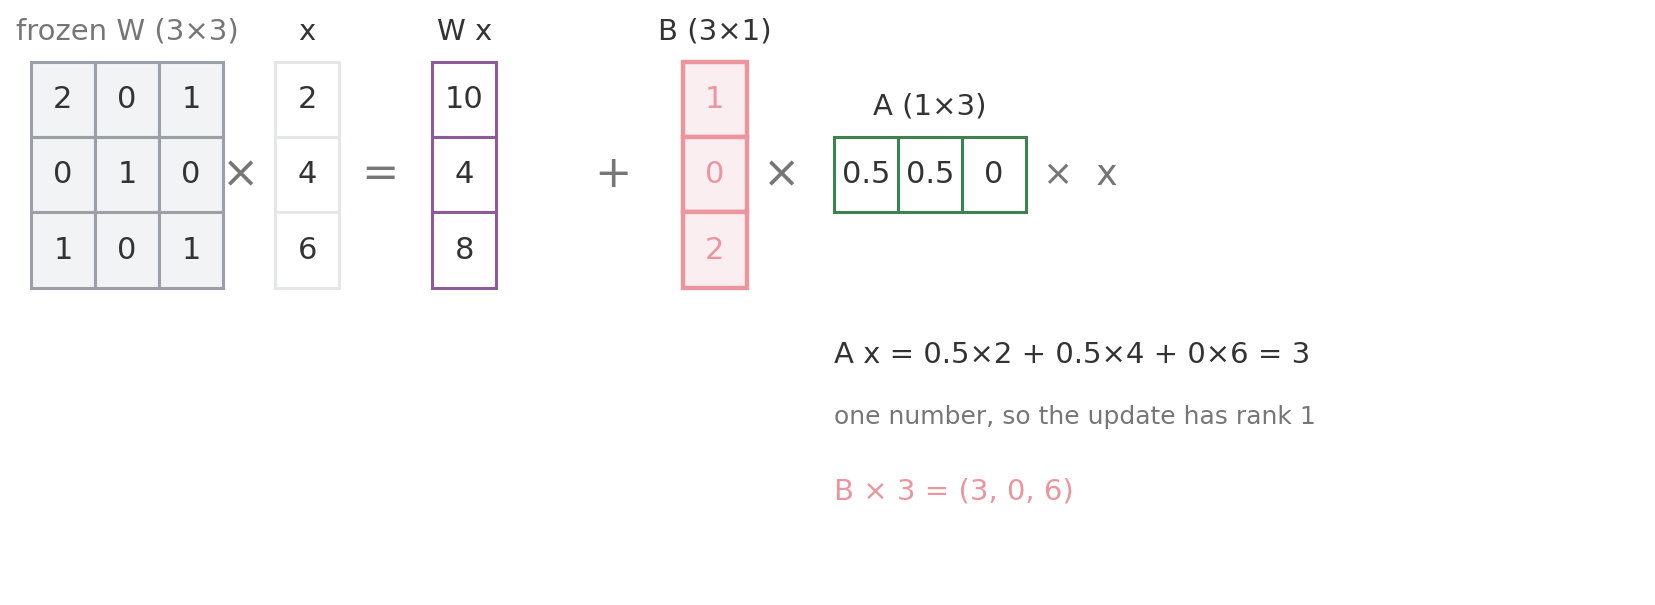 frozen W (3×3) x W x B (3×1)
A (1×3)
2 0 1 2 10 1
0 1 0 × 4 = 4 + 0 × 0.5 0.5 0 × x
1 0 1 6 8 2
A x = 0.5×2 + 0.5×4 + 0×6 = 3
one number, so the update has rank 1
B × 3 = (3, 0, 6)